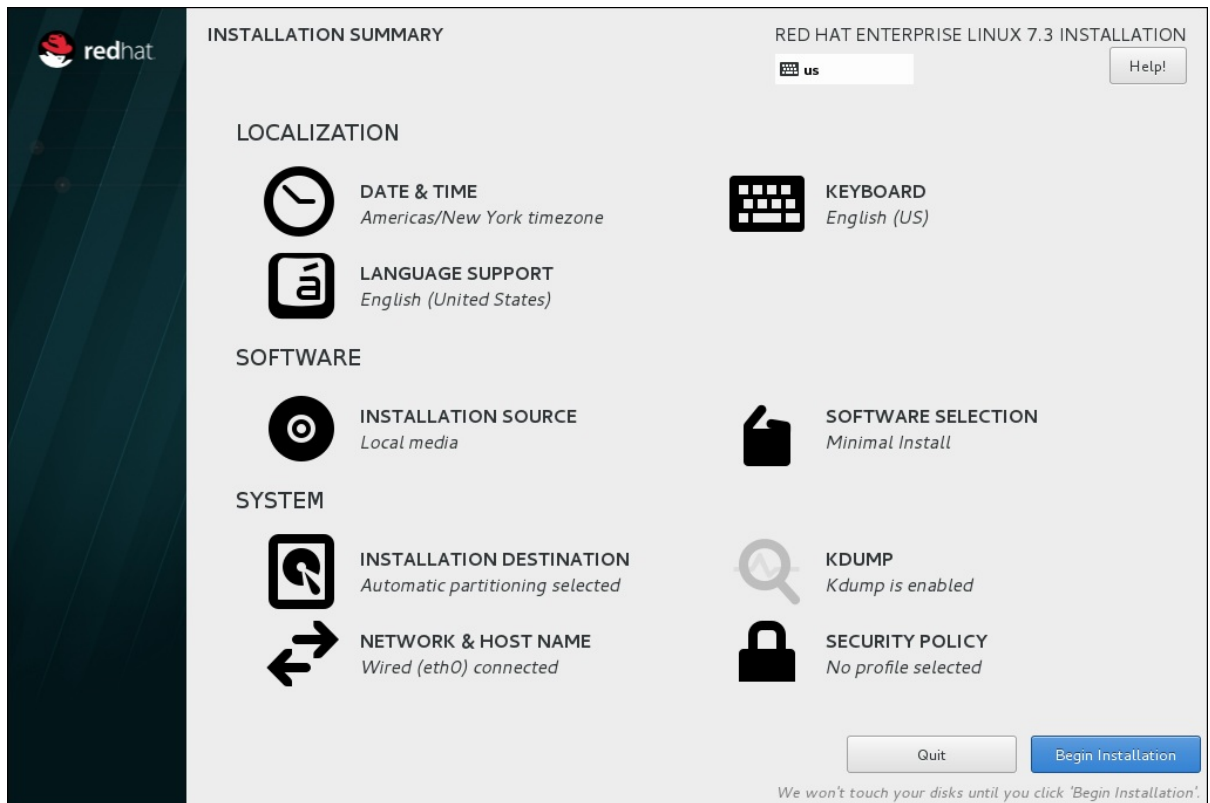 redhat.
INSTALLATION SUMMARY
RED HAT ENTERPRISE LINUX 7.3 INSTALLATION
us
Help!
LOCALIZATION
DATE & TIME
Americas/New York timezone
KEYBOARD
English (US)
LANGUAGE SUPPORT
English (United States)
SOFTWARE
INSTALLATION SOURCE
Local media
SOFTWARE SELECTION
Minimal Install
SYSTEM
INSTALLATION DESTINATION
Automatic partitioning selected
KDUMP
Kdump is enabled
NETWORK & HOST NAME
Wired (eth0) connected
SECURITY POLICY
No profile selected
Quit
Begin Installation
We won't touch your disks until you click 'Begin Installation'.